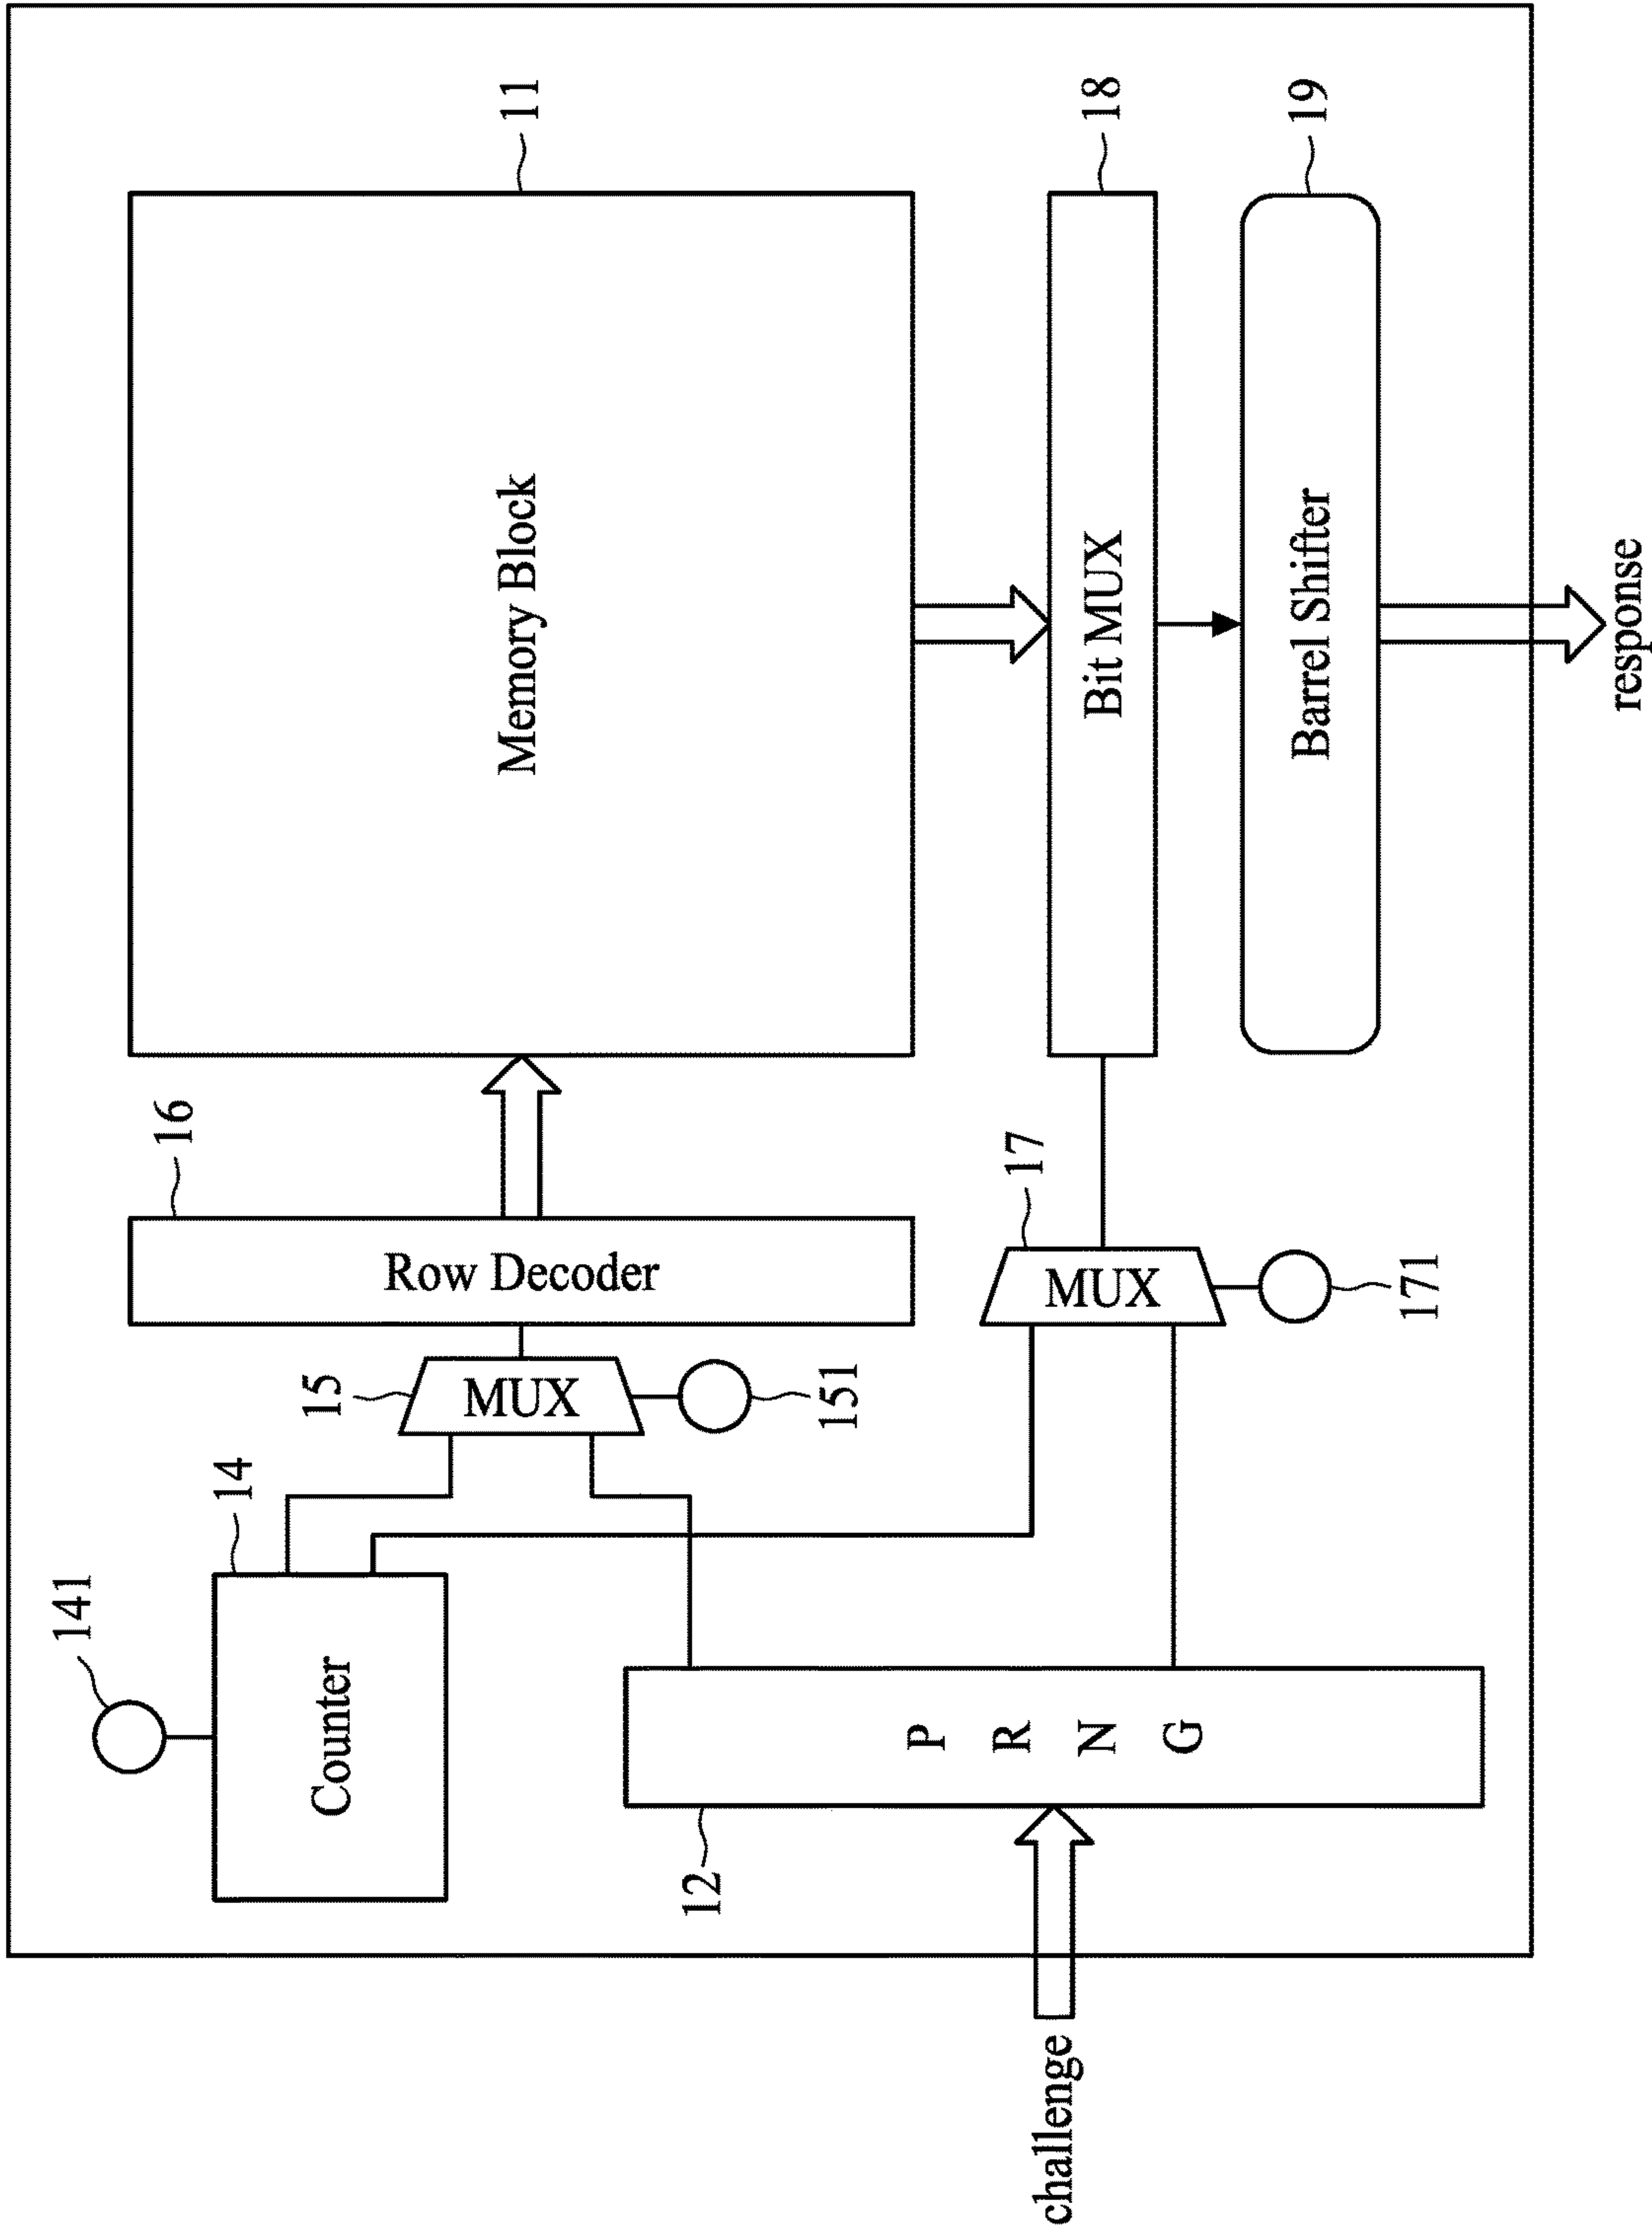 141
14
Counter
15
MUX
151
16
Row Decoder
11
Memory Block
challenge
12
P
R
N
G
17
MUX
171
18
Bit MUX
19
Barrel Shifter
response